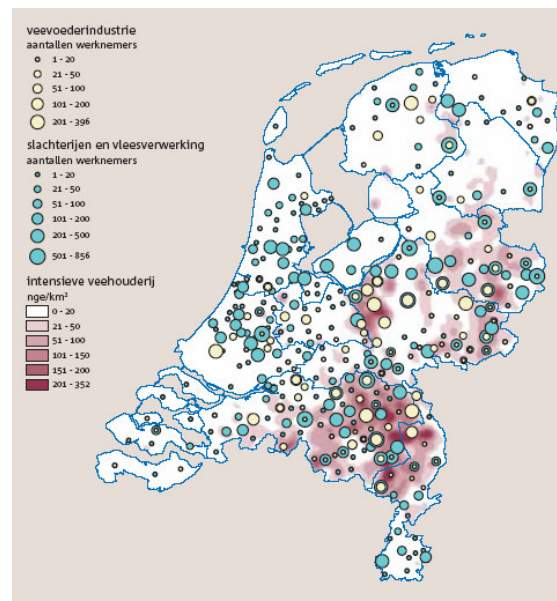 veevoederindustrie
aantallen werknemers
1 - 20
21 - 50
51 - 100
101 - 200
201 - 396
slachterijen en vleesverwerking
aantallen werknemers
1 - 20
21 - 50
51 - 100
101 - 200
201 - 500
501 - 856
intensieve veehouderij
nge/km²
0 - 20
21 - 50
51 - 100
101 - 150
151 - 200
201 - 352